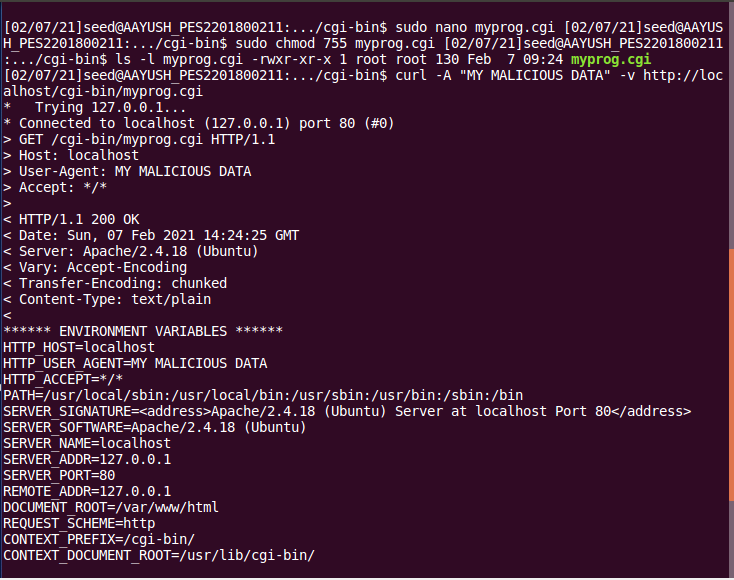 [02/07/21]seed@AAYUSH_PES2201800211:.../cgi-bin$ sudo nano myprog.cgi [02/07/21]seed@AAYUS
H_PES2201800211:.../cgi-bin$ sudo chmod 755 myprog.cgi [02/07/21]seed@AAYUSH_PES2201800211
:.../cgi-bin$ ls -l myprog.cgi -rwxr-xr-x 1 root root 130 Feb  7 09:24 myprog.cgi
[02/07/21]seed@AAYUSH_PES2201800211:.../cgi-bin$ curl -A "MY MALICIOUS DATA" -v http://loc
alhost/cgi-bin/myprog.cgi
*   Trying 127.0.0.1...
* Connected to localhost (127.0.0.1) port 80 (#0)
> GET /cgi-bin/myprog.cgi HTTP/1.1
> Host: localhost
> User-Agent: MY MALICIOUS DATA
> Accept: */*
>
< HTTP/1.1 200 OK
< Date: Sun, 07 Feb 2021 14:24:25 GMT
< Server: Apache/2.4.18 (Ubuntu)
< Vary: Accept-Encoding
< Transfer-Encoding: chunked
< Content-Type: text/plain
<
****** ENVIRONMENT VARIABLES ******
HTTP_HOST=localhost
HTTP_USER_AGENT=MY MALICIOUS DATA
HTTP_ACCEPT=*/*
PATH=/usr/local/sbin:/usr/local/bin:/usr/sbin:/usr/bin:/sbin:/bin
SERVER_SIGNATURE=<address>Apache/2.4.18 (Ubuntu) Server at localhost Port 80</address>
SERVER_SOFTWARE=Apache/2.4.18 (Ubuntu)
SERVER_NAME=localhost
SERVER_ADDR=127.0.0.1
SERVER_PORT=80
REMOTE_ADDR=127.0.0.1
DOCUMENT_ROOT=/var/www/html
REQUEST_SCHEME=http
CONTEXT_PREFIX=/cgi-bin/
CONTEXT_DOCUMENT_ROOT=/usr/lib/cgi-bin/